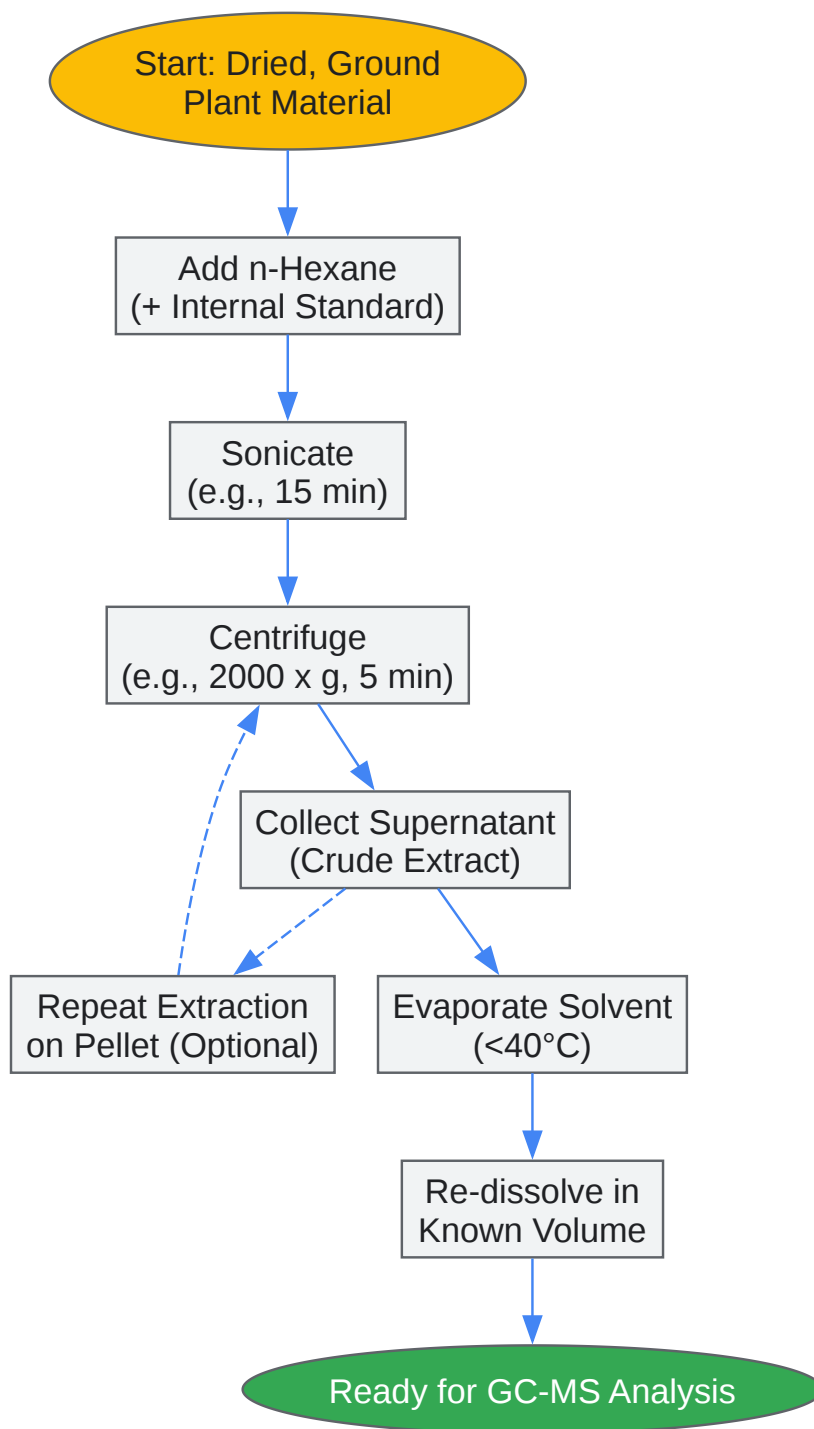 Start: Dried, Ground
Plant Material
Add n-Hexane
(+ Internal Standard)
Sonicate
(e.g., 15 min)
Centrifuge
(e.g., 2000 x g, 5 min)
Collect Supernatant
(Crude Extract)
Repeat Extraction
on Pellet (Optional)
Evaporate Solvent
(<40°C)
Re-dissolve in
Known Volume
Ready for GC-MS Analysis